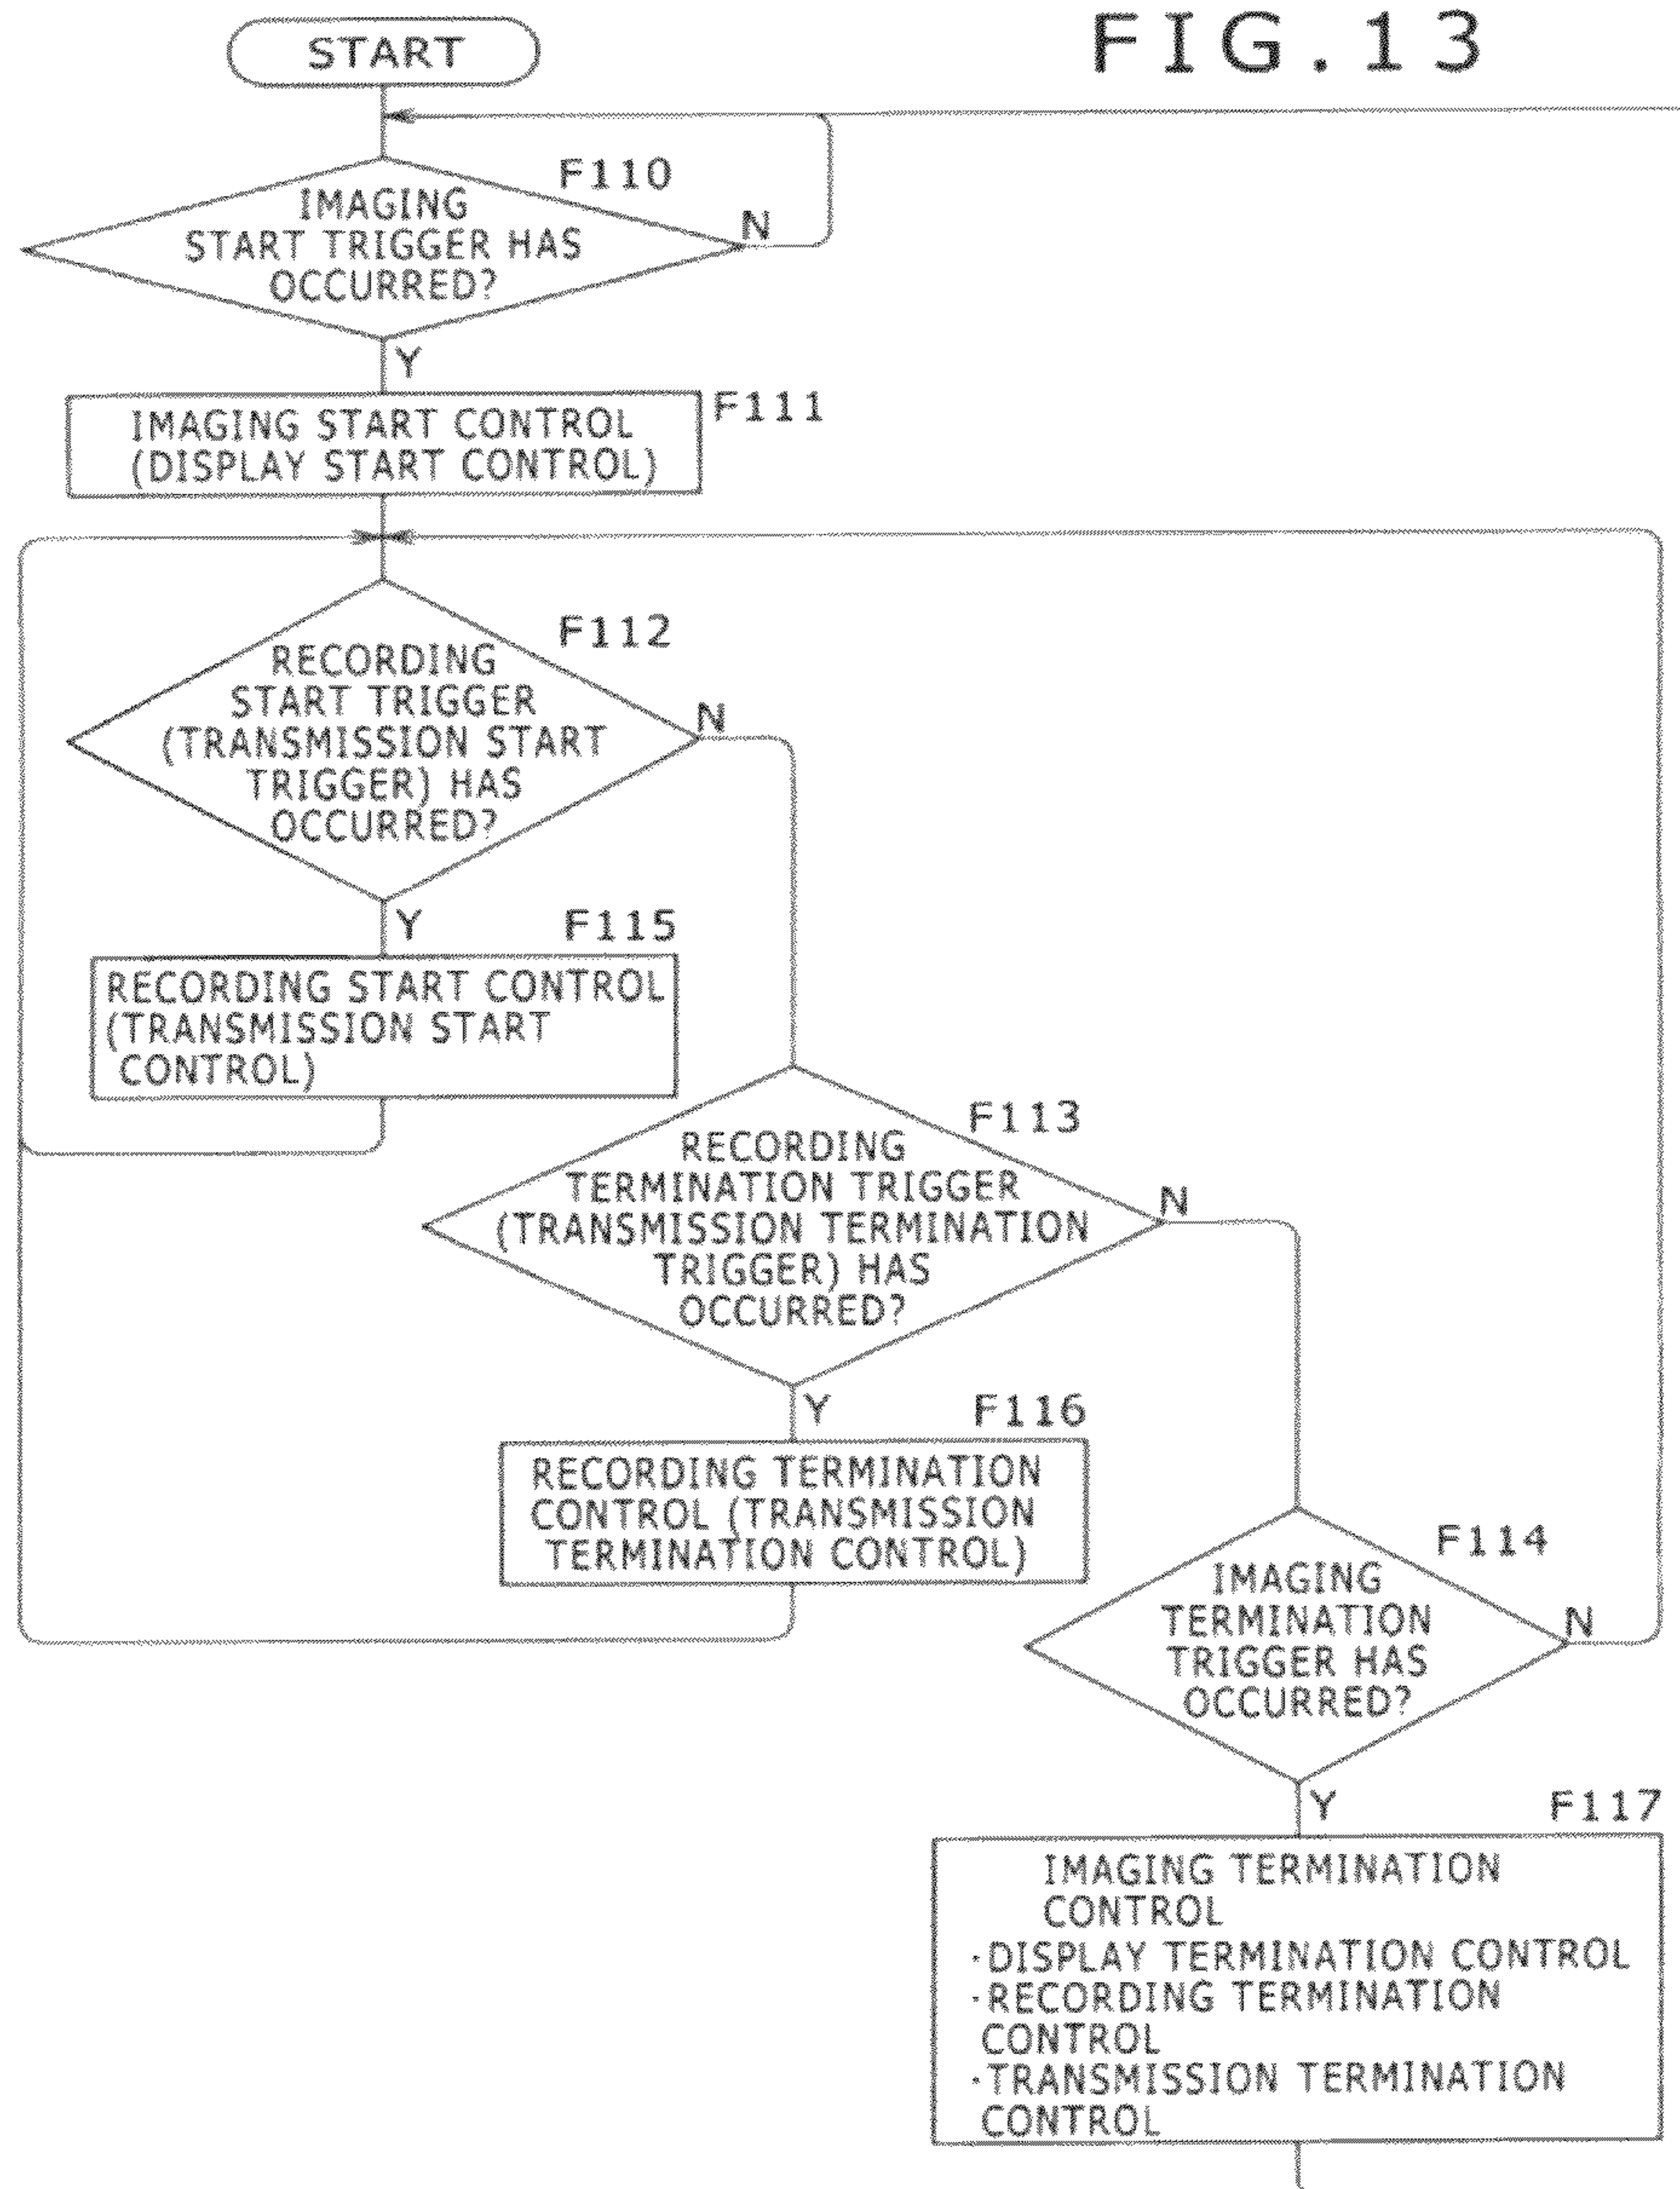 FIG.13
START
F110
IMAGING
START TRIGGER HAS
OCCURRED?
N
Y
F111
IMAGING START CONTROL
(DISPLAY START CONTROL)
F112
RECORDING
START TRIGGER
(TRANSMISSION START
TRIGGER) HAS
OCCURRED?
N
Y
F115
RECORDING START CONTROL
(TRANSMISSION START
CONTROL)
F113
RECORDING
TERMINATION TRIGGER
(TRANSMISSION TERMINATION
TRIGGER) HAS
OCCURRED?
N
Y
F116
RECORDING TERMINATION
CONTROL (TRANSMISSION
TERMINATION CONTROL)
F114
IMAGING
TERMINATION
TRIGGER HAS
OCCURRED?
N
Y
F117
IMAGING TERMINATION
CONTROL
·DISPLAY TERMINATION CONTROL
·RECORDING TERMINATION
CONTROL
·TRANSMISSION TERMINATION
CONTROL